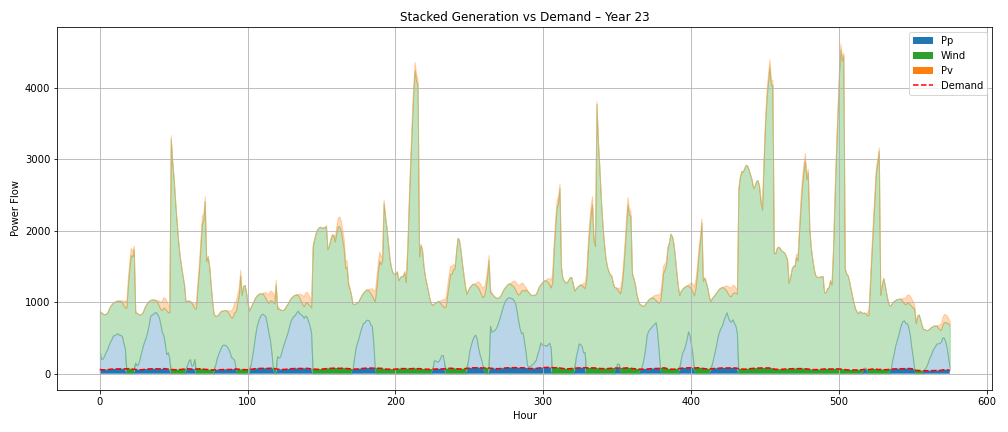 Stacked Generation vs Demand – Year 23
Pp
Wind
Pv
Demand
Power Flow
4000
3000
2000
1000
0
0 100 200 300 400 500 600
Hour